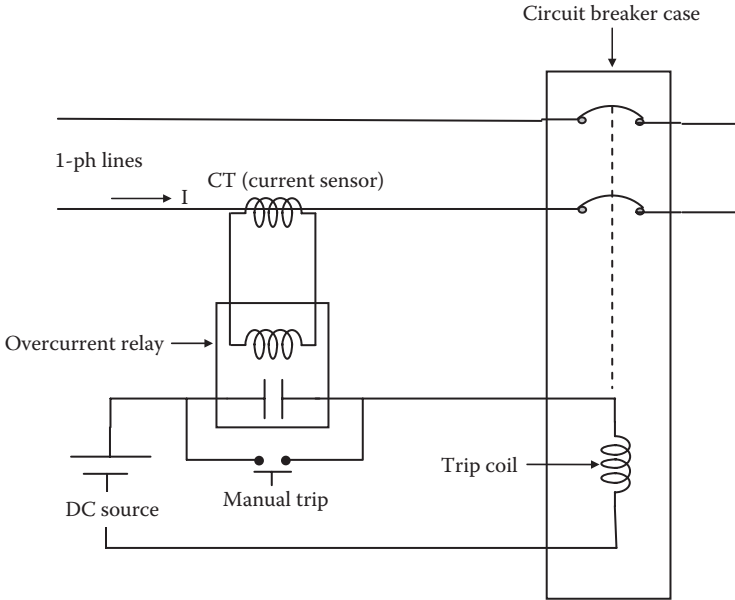 Circuit breaker case
1-ph lines
I
CT (current sensor)
Overcurrent relay
Trip coil
Manual trip
DC source